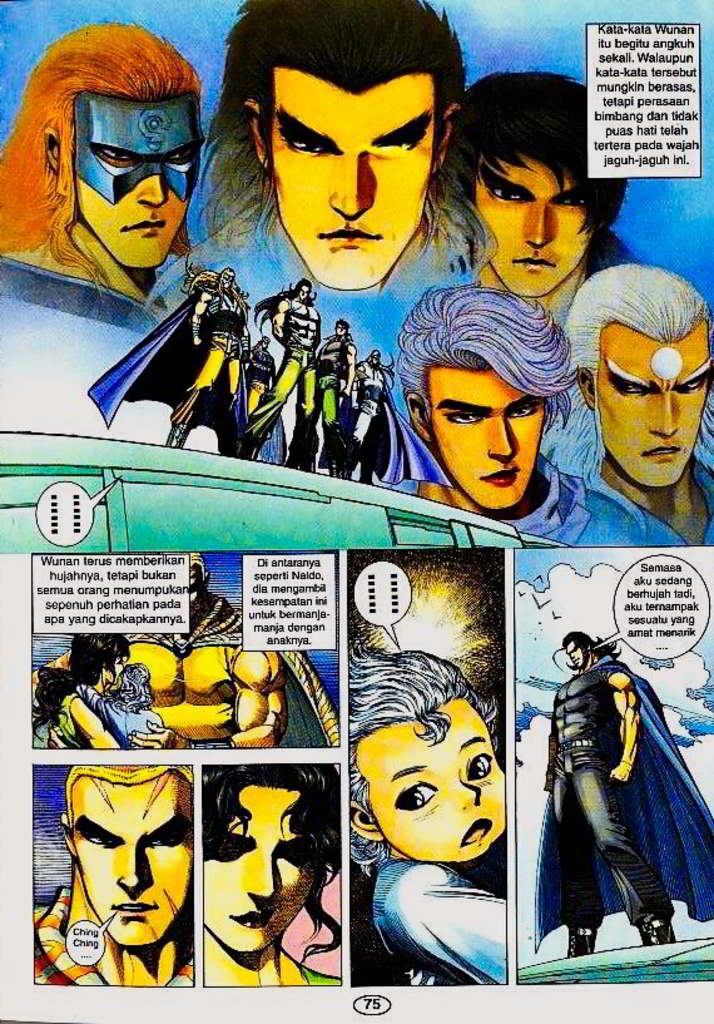 Kata-kata Wunan
itu begitu angkuh
sekali. Walaupun
kata-kata tersebut
mungkin berasas,
tetapi perasaan
bimbang dan tidak
puas hati telah
tertera pada wajah
jaguh-jaguh ini.
!!
Wunan terus memberikan
hujahnya, tetapi bukan
semua orang menumpukan
sepenuh perhatian pada
apa yang dicakapkannya.
Di antaranya
seperti Naldo,
dia mengambil
kesempatan ini
untuk bermanja-
manja dengan
anaknya.
!!
Semasa
aku sedang
berhujah tadi,
aku ternampak
sesuatu yang
amat menarik
....
Ching
Ching
....
75